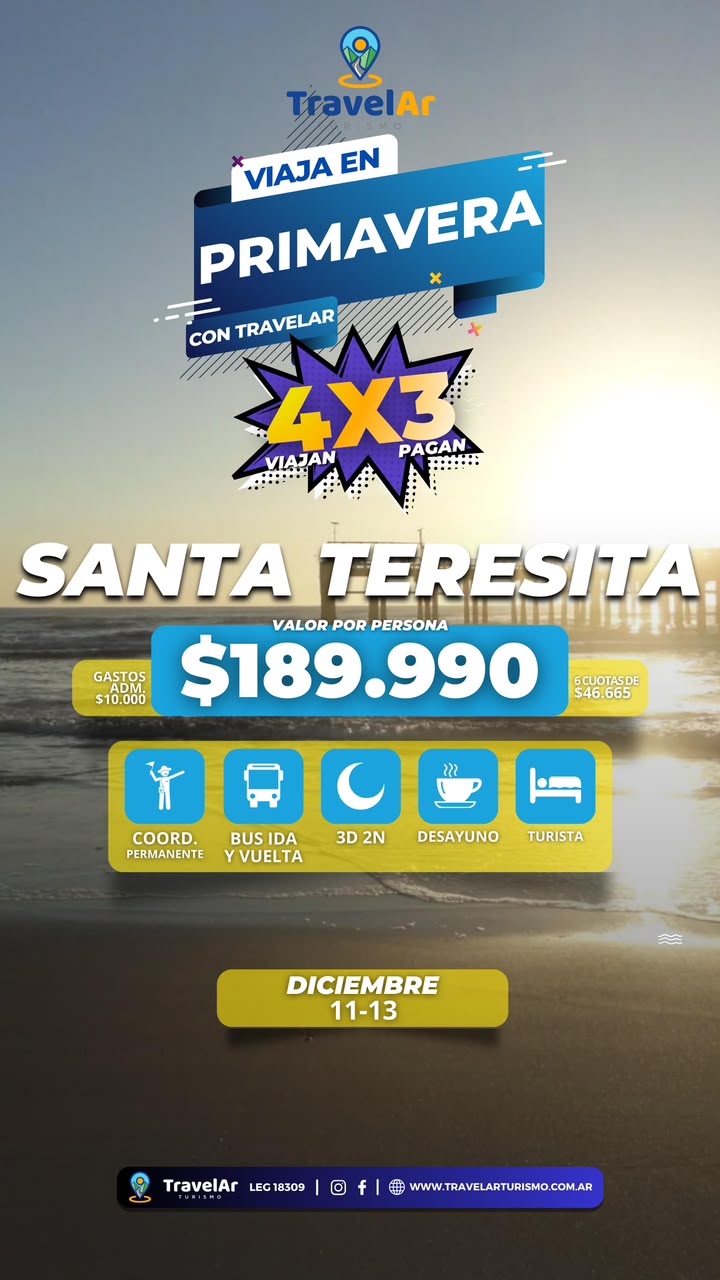 TravelAr
TURISMO
VIAJA EN
PRIMAVERA
CON TRAVELAR
4X3
VIAJAN
PAGAN
SANTA TERESITA
VALOR POR PERSONA
$189.990
GASTOS
ADM.
$10.000
6 CUOTAS DE
$46.665
COORD.
PERMANENTE
BUS IDA
Y VUELTA
3D 2N
DESAYUNO
TURISTA
DICIEMBRE
11-13
TravelAr
TURISMO
LEG 18309 | | WWW.TRAVELARTURISMO.COM.AR